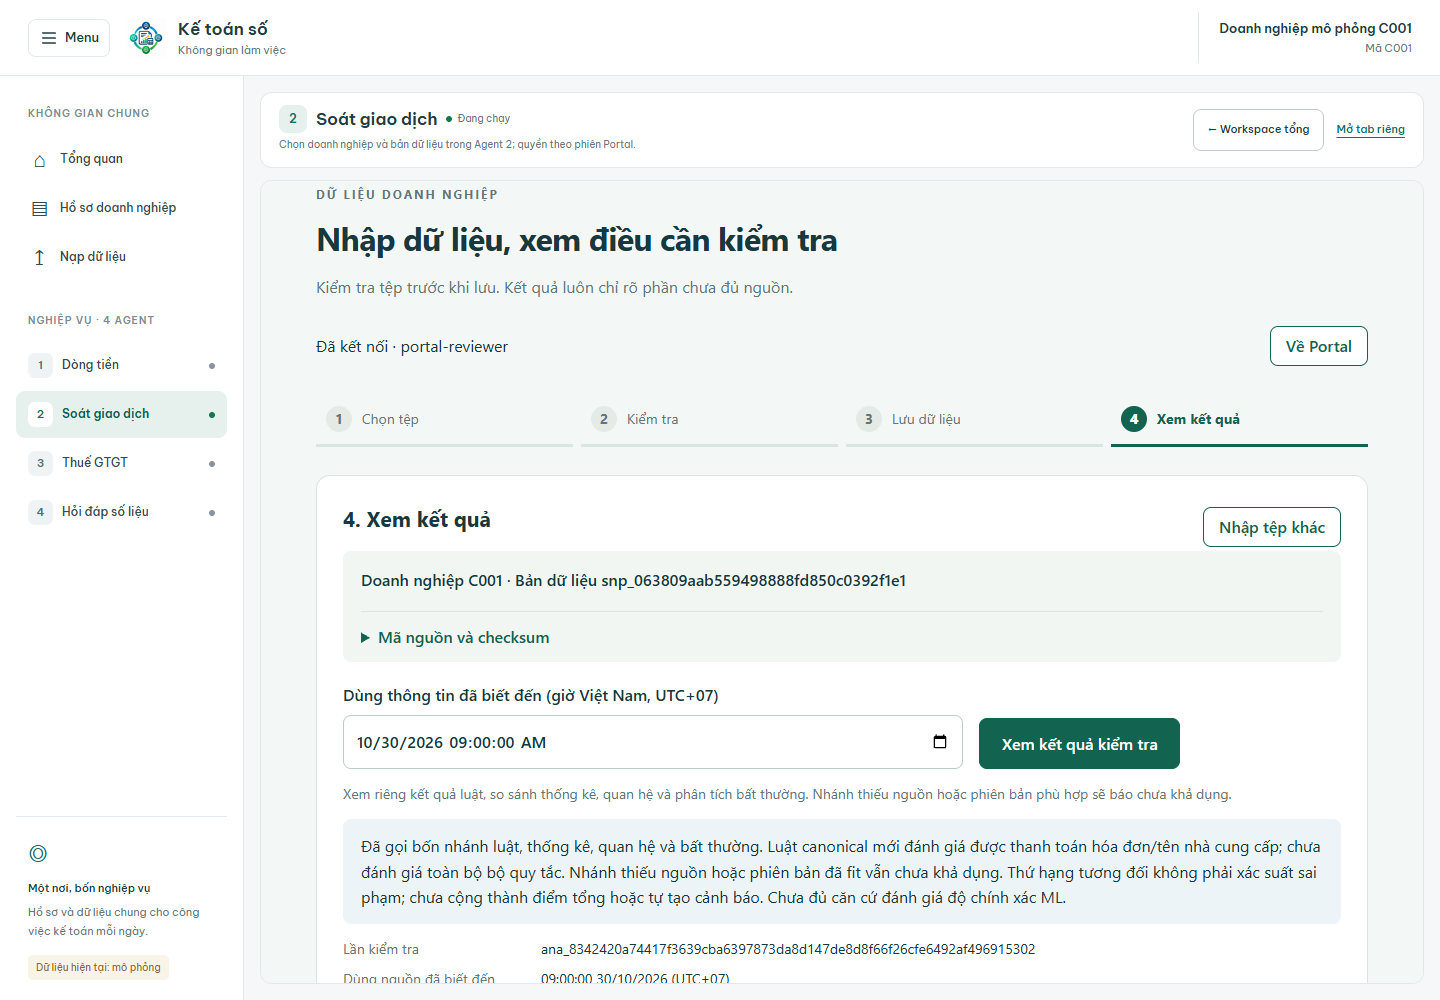 Menu
Kế toán số
Không gian làm việc
Doanh nghiệp mô phỏng C001
Mã C001
KHÔNG GIAN CHUNG
Tổng quan
Hồ sơ doanh nghiệp
Nạp dữ liệu
NGHIỆP VỤ · 4 AGENT
1 Dòng tiền
2 Soát giao dịch
3 Thuế GTGT
4 Hỏi đáp số liệu
Một nơi, bốn nghiệp vụ
Hồ sơ và dữ liệu chung cho công
việc kế toán mỗi ngày.
Dữ liệu hiện tại: mô phỏng
2 Soát giao dịch
Đang chạy
Chọn doanh nghiệp và bản dữ liệu trong Agent 2; quyền theo phiên Portal.
← Workspace tổng
Mở tab riêng
DỮ LIỆU DOANH NGHIỆP
Nhập dữ liệu, xem điều cần kiểm tra
Kiểm tra tệp trước khi lưu. Kết quả luôn chỉ rõ phần chưa đủ nguồn.
Đã kết nối · portal-reviewer
Về Portal
1 Chọn tệp
2 Kiểm tra
3 Lưu dữ liệu
4 Xem kết quả
4. Xem kết quả
Nhập tệp khác
Doanh nghiệp C001 · Bản dữ liệu snp_063809aab559498888fd850c0392f1e1
Mã nguồn và checksum
Dùng thông tin đã biết đến (giờ Việt Nam, UTC+07)
10/30/2026 09:00:00 AM
Xem kết quả kiểm tra
Xem riêng kết quả luật, so sánh thống kê, quan hệ và phân tích bất thường. Nhánh thiếu nguồn hoặc phiên bản phù hợp sẽ báo chưa khả dụng.
Đã gọi bốn nhánh luật, thống kê, quan hệ và bất thường. Luật canonical mới đánh giá được thanh toán hóa đơn/tên nhà cung cấp; chưa
đánh giá toàn bộ bộ quy tắc. Nhánh thiếu nguồn hoặc phiên bản đã fit vẫn chưa khả dụng. Thứ hạng tương đối không phải xác suất sai
phạm; chưa cộng thành điểm tổng hoặc tự tạo cảnh báo. Chưa đủ căn cứ đánh giá độ chính xác ML.
Lần kiểm tra
ana_8342420a74417f3639cba6397873da8d147de8d8f66f26cfe6492af496915302
Dùng nguồn đã biết đến
09:00:00 30/10/2026 (UTC+07)